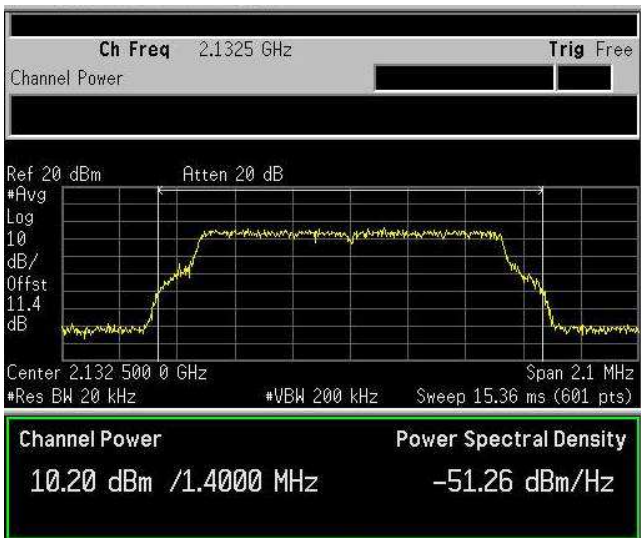 Ch Freq 2.1325 GHz Trig Free
Channel Power
Ref 20 dBm Atten 20 dB
#Avg
Log
10
dB/
Offst
11.4
dB
Center 2.132 500 0 GHz Span 2.1 MHz
#Res BW 20 kHz #VBW 200 kHz Sweep 15.36 ms (601 pts)
Channel Power Power Spectral Density
10.20 dBm /1.4000 MHz -51.26 dBm/Hz